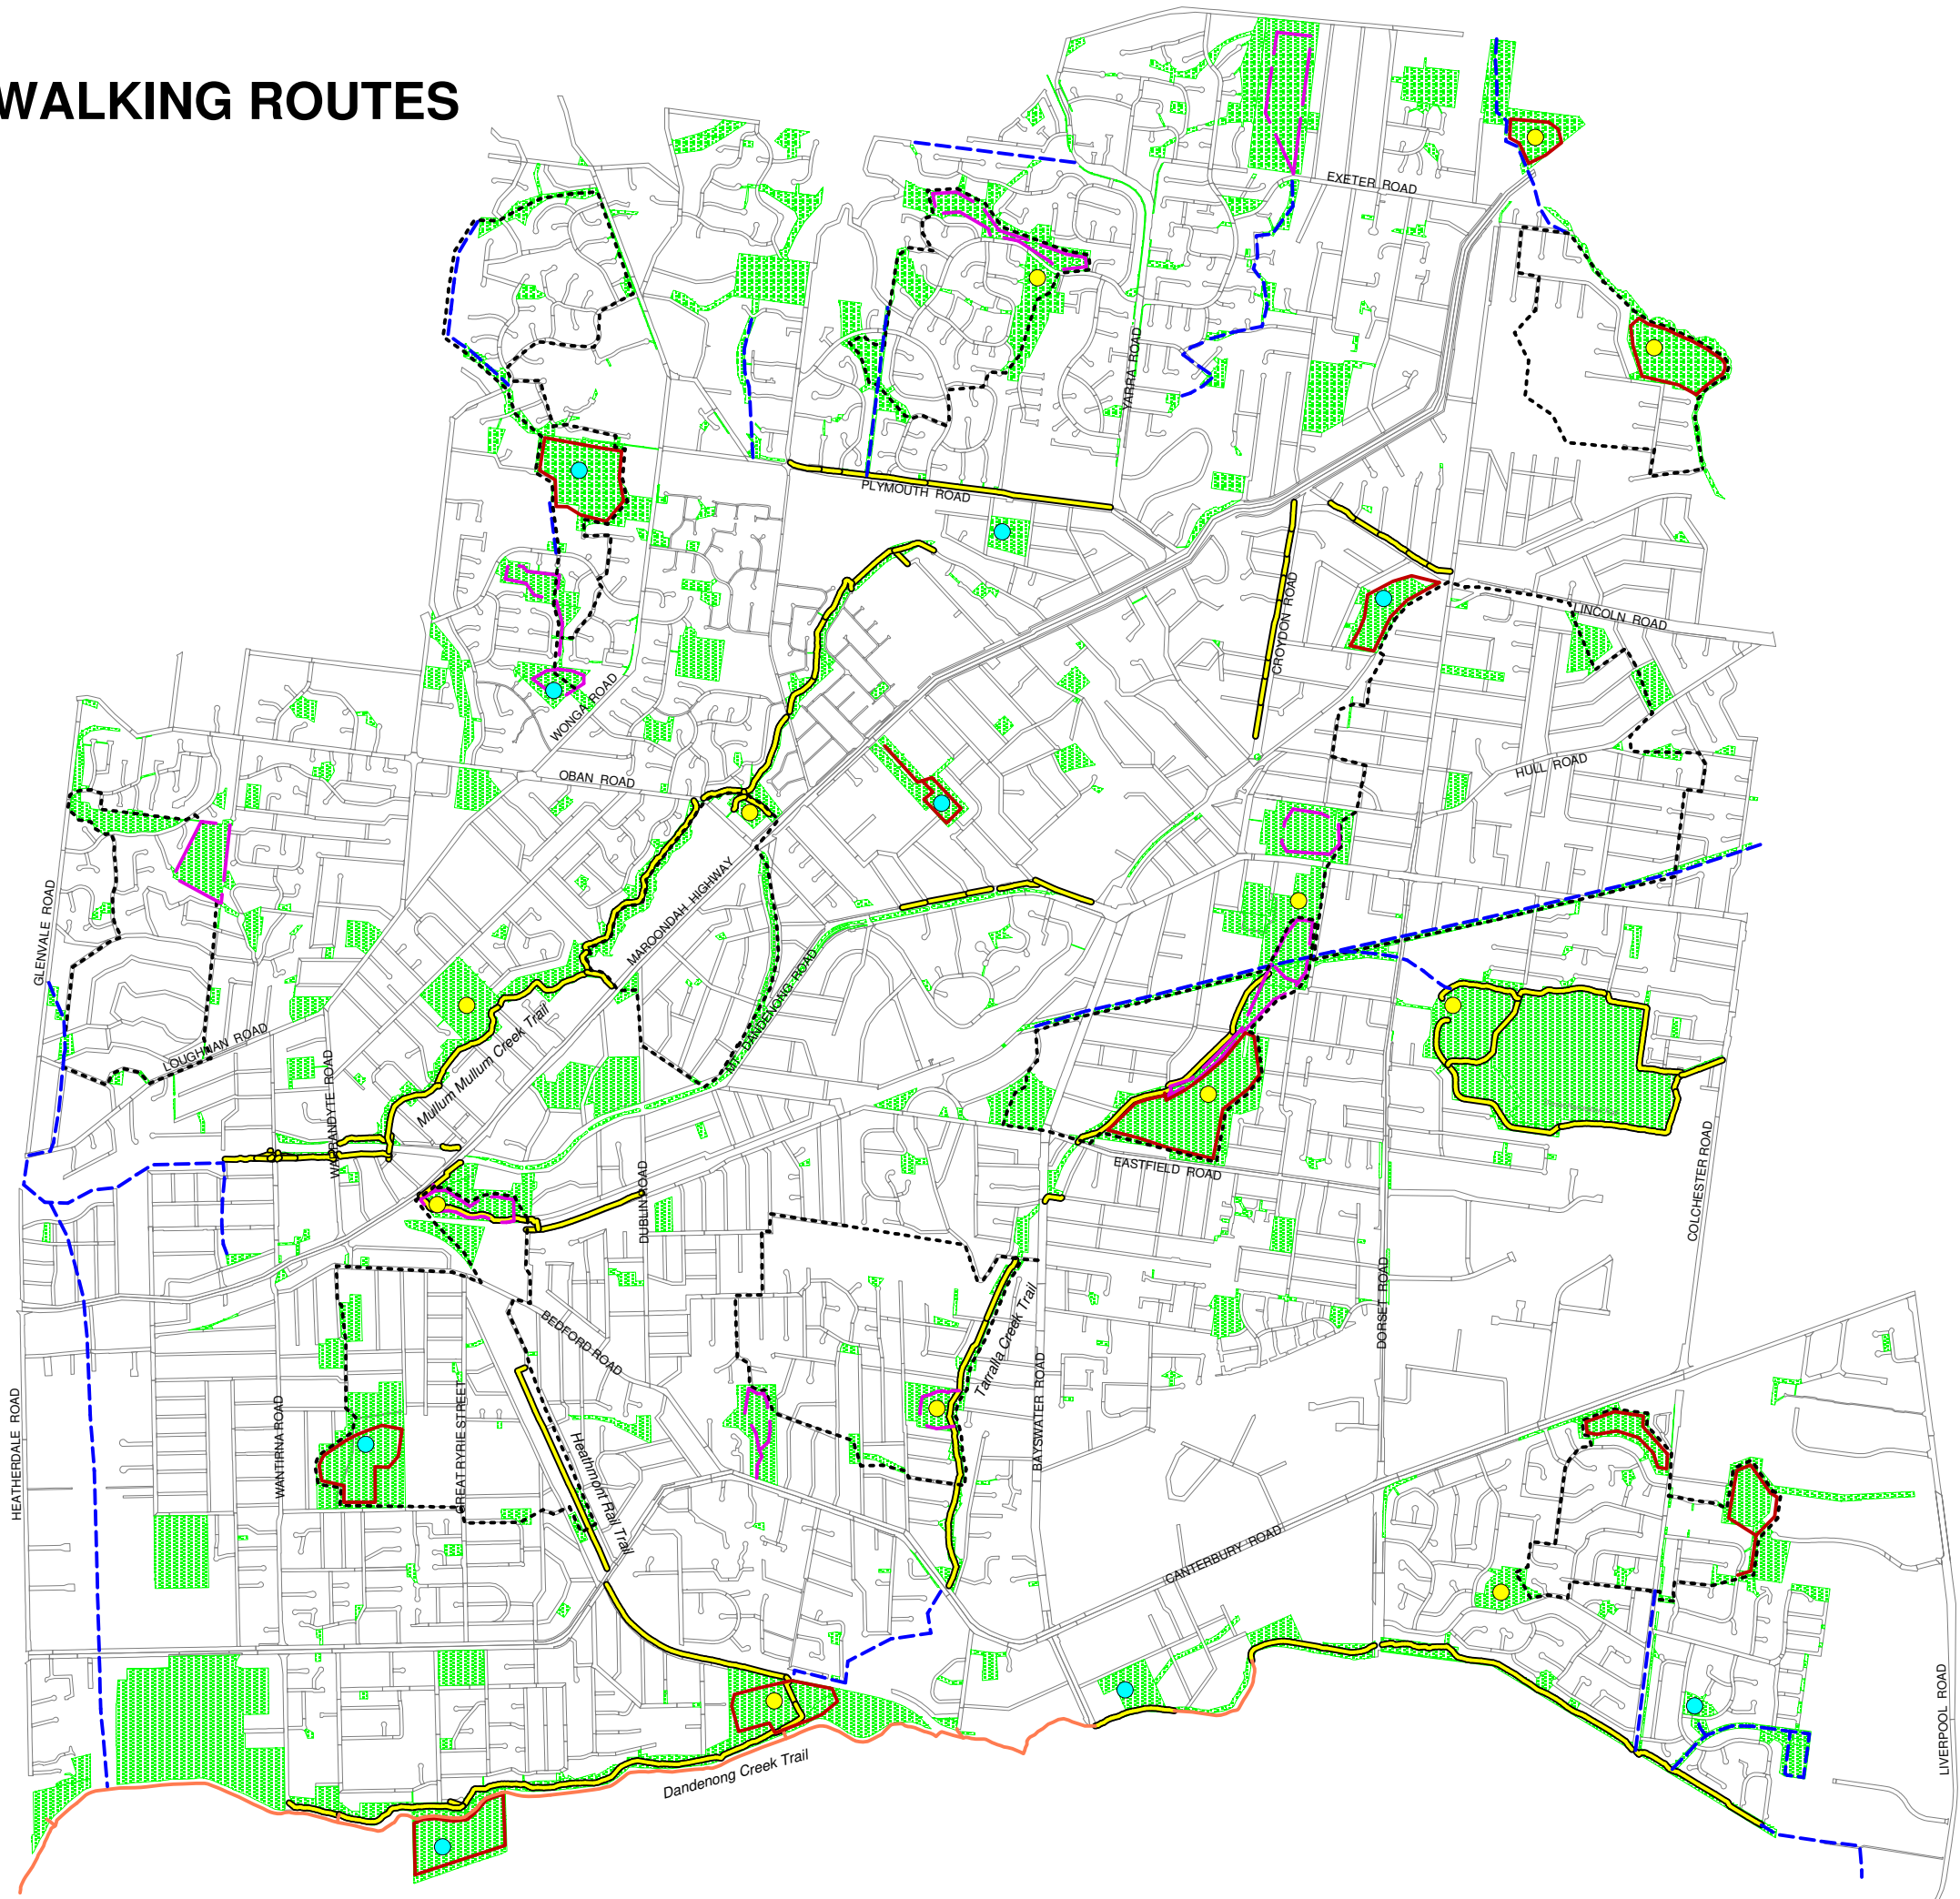 WALKING ROUTES
EXETER ROAD
YARRA ROAD
PLYMOUTH ROAD
CROYDON ROAD
LINCOLN ROAD
WONGA ROAD
OBAN ROAD
HULL ROAD
GLENVALE ROAD
MAROONDAH HIGHWAY
MT. DANDENONG ROAD
LOUGHNAN ROAD
WARRANDYTE ROAD
Mullum Mullum Creek Trail
EASTFIELD ROAD
DUBLIN ROAD
COLCHESTER ROAD
BEDFORD ROAD
Tarralla Creek Trail
DORSET ROAD
HEATHERDALE ROAD
WANTIRNA ROAD
GREAT RYRIE STREET
Heathmont Rail Trail
BAYSWATER ROAD
CANTERBURY ROAD
LIVERPOOL ROAD
Dandenong Creek Trail